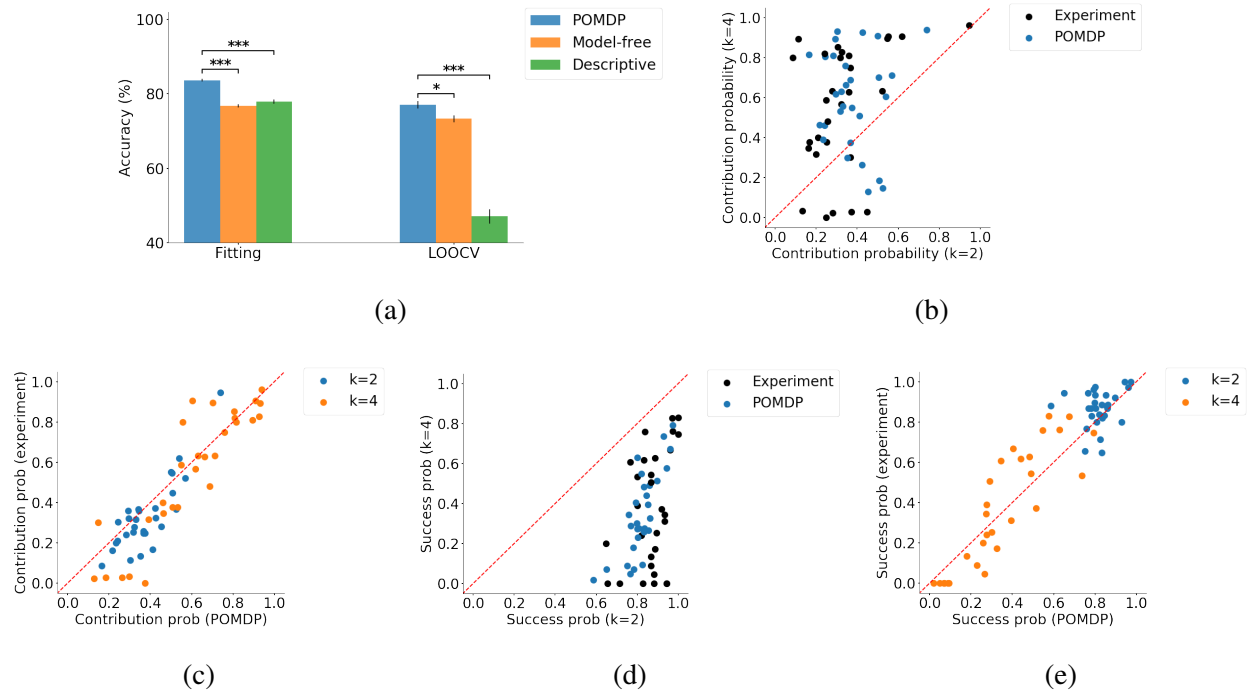 100
80
60
40
Accuracy (%)
***
***
***
*
Fitting
LOOCV
POMDP
Model-free
Descriptive
(a)
1.0
0.8
0.6
0.4
0.2
0.0
Contribution probability (k=4)
0.0 0.2 0.4 0.6 0.8 1.0
Contribution probability (k=2)
Experiment
POMDP
(b)
1.0
0.8
0.6
0.4
0.2
0.0
Contribution prob (experiment)
0.0 0.2 0.4 0.6 0.8 1.0
Contribution prob (POMDP)
k=2
k=4
(c)
1.0
0.8
0.6
0.4
0.2
0.0
Success prob (k=4)
0.0 0.2 0.4 0.6 0.8 1.0
Success prob (k=2)
Experiment
POMDP
(d)
1.0
0.8
0.6
0.4
0.2
0.0
Success prob (experiment)
0.0 0.2 0.4 0.6 0.8 1.0
Success prob (POMDP)
k=2
k=4
(e)